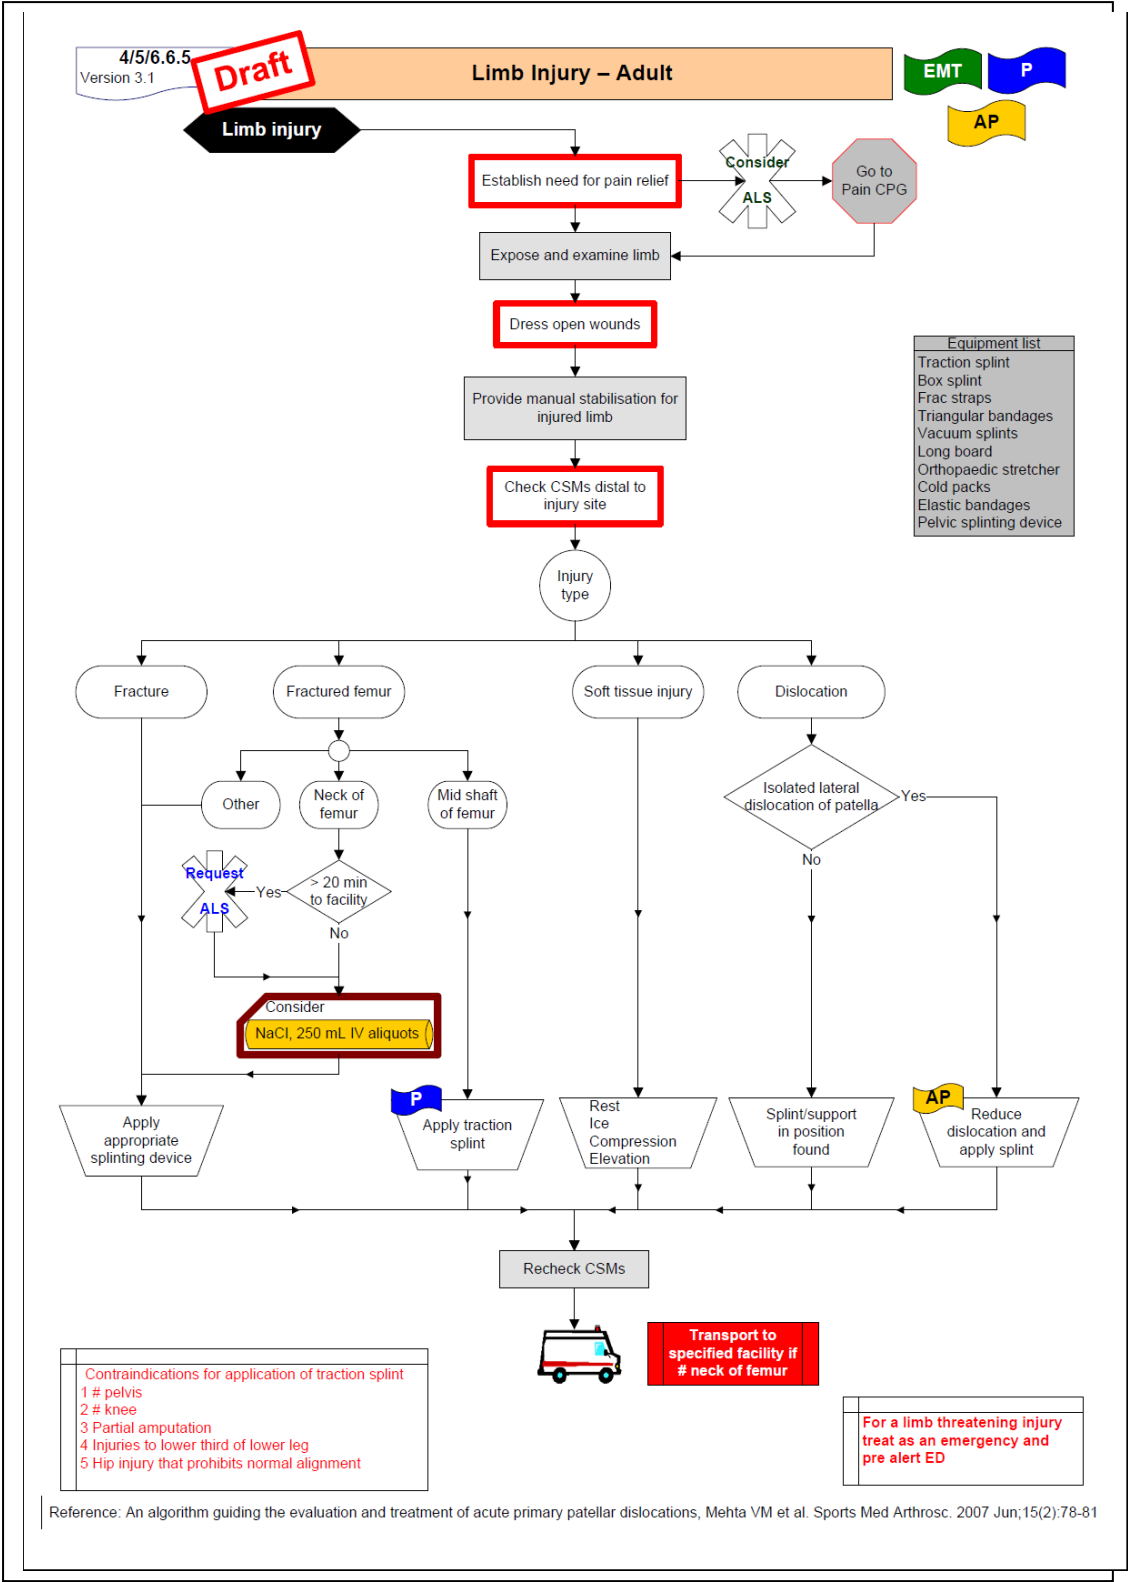 4/5/6.6.5
Version 3.1
Draft
Limb Injury – Adult
EMT
P
AP
Limb injury
Establish need for pain relief
Consider
ALS
Go to
Pain CPG
Expose and examine limb
Dress open wounds
Provide manual stabilisation for
injured limb
Check CSMs distal to
injury site
Equipment list
Traction splint
Box splint
Frac straps
Triangular bandages
Vacuum splints
Long board
Orthopaedic stretcher
Cold packs
Elastic bandages
Pelvic splinting device
Injury
type
Fracture
Fractured femur
Soft tissue injury
Dislocation
Other
Neck of
femur
Mid shaft
of femur
Isolated lateral
dislocation of patella
Yes
No
Request
ALS
Yes
> 20 min
to facility
No
Consider
NaCl, 250 mL IV aliquots
Apply
appropriate
splinting device
P
Apply traction
splint
Rest
Ice
Compression
Elevation
Splint/support
in position
found
AP
Reduce
dislocation and
apply splint
Recheck CSMs
Transport to
specified facility if
# neck of femur
Contraindications for application of traction splint
1 # pelvis
2 # knee
3 Partial amputation
4 Injuries to lower third of lower leg
5 Hip injury that prohibits normal alignment
For a limb threatening injury
treat as an emergency and
pre alert ED
Reference: An algorithm guiding the evaluation and treatment of acute primary patellar dislocations, Mehta VM et al. Sports Med Arthrosc. 2007 Jun;15(2):78-81